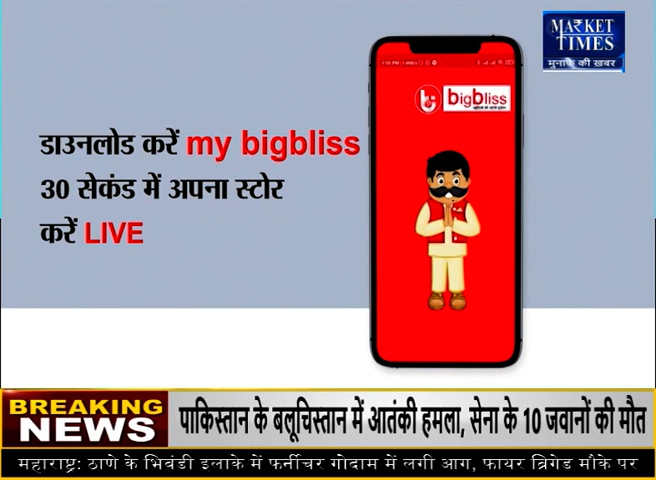 MARKET
TIMES
मुनाफे की ख़बर
bigbliss
डाउनलोड करें my bigbliss
30 सेकंड में अपना स्टोर
करें LIVE
BREAKING
NEWS
पाकिस्तान के बलूचिस्तान में आतंकी हमला, सेना के 10 जवानों की मौत
महाराष्ट्र: ठाणे के भिवंडी इलाके में फर्नीचर गोदाम में लगी आग, फायर ब्रिगेड मौके पर